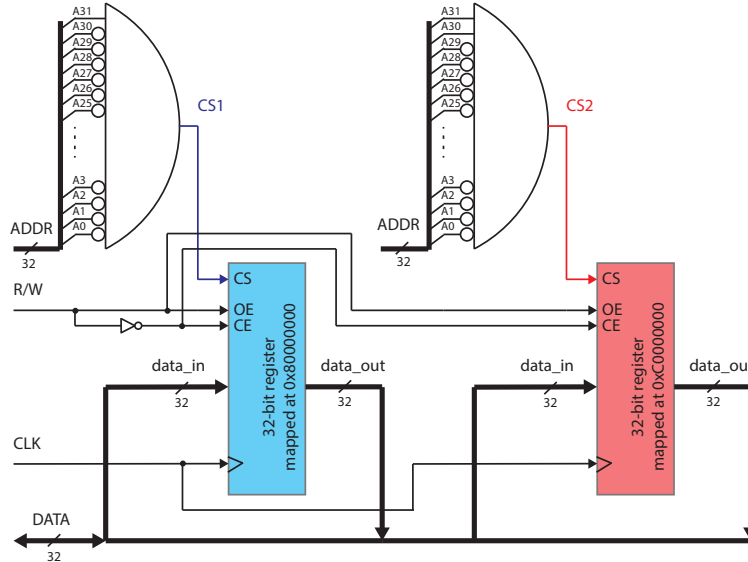 A31
A30
A29
A28
A27
A26
A25
A3
A2
A1
A0
ADDR
32
CS1
A31
A30
A29
A28
A27
A26
A25
A3
A2
A1
A0
ADDR
32
CS2
R/W
CS
OE
CE
32-bit register
mapped at 0x80000000
data_in
32
data_out
32
CS
OE
CE
32-bit register
mapped at 0xC0000000
data_in
32
data_ou
32
CLK
DATA
32